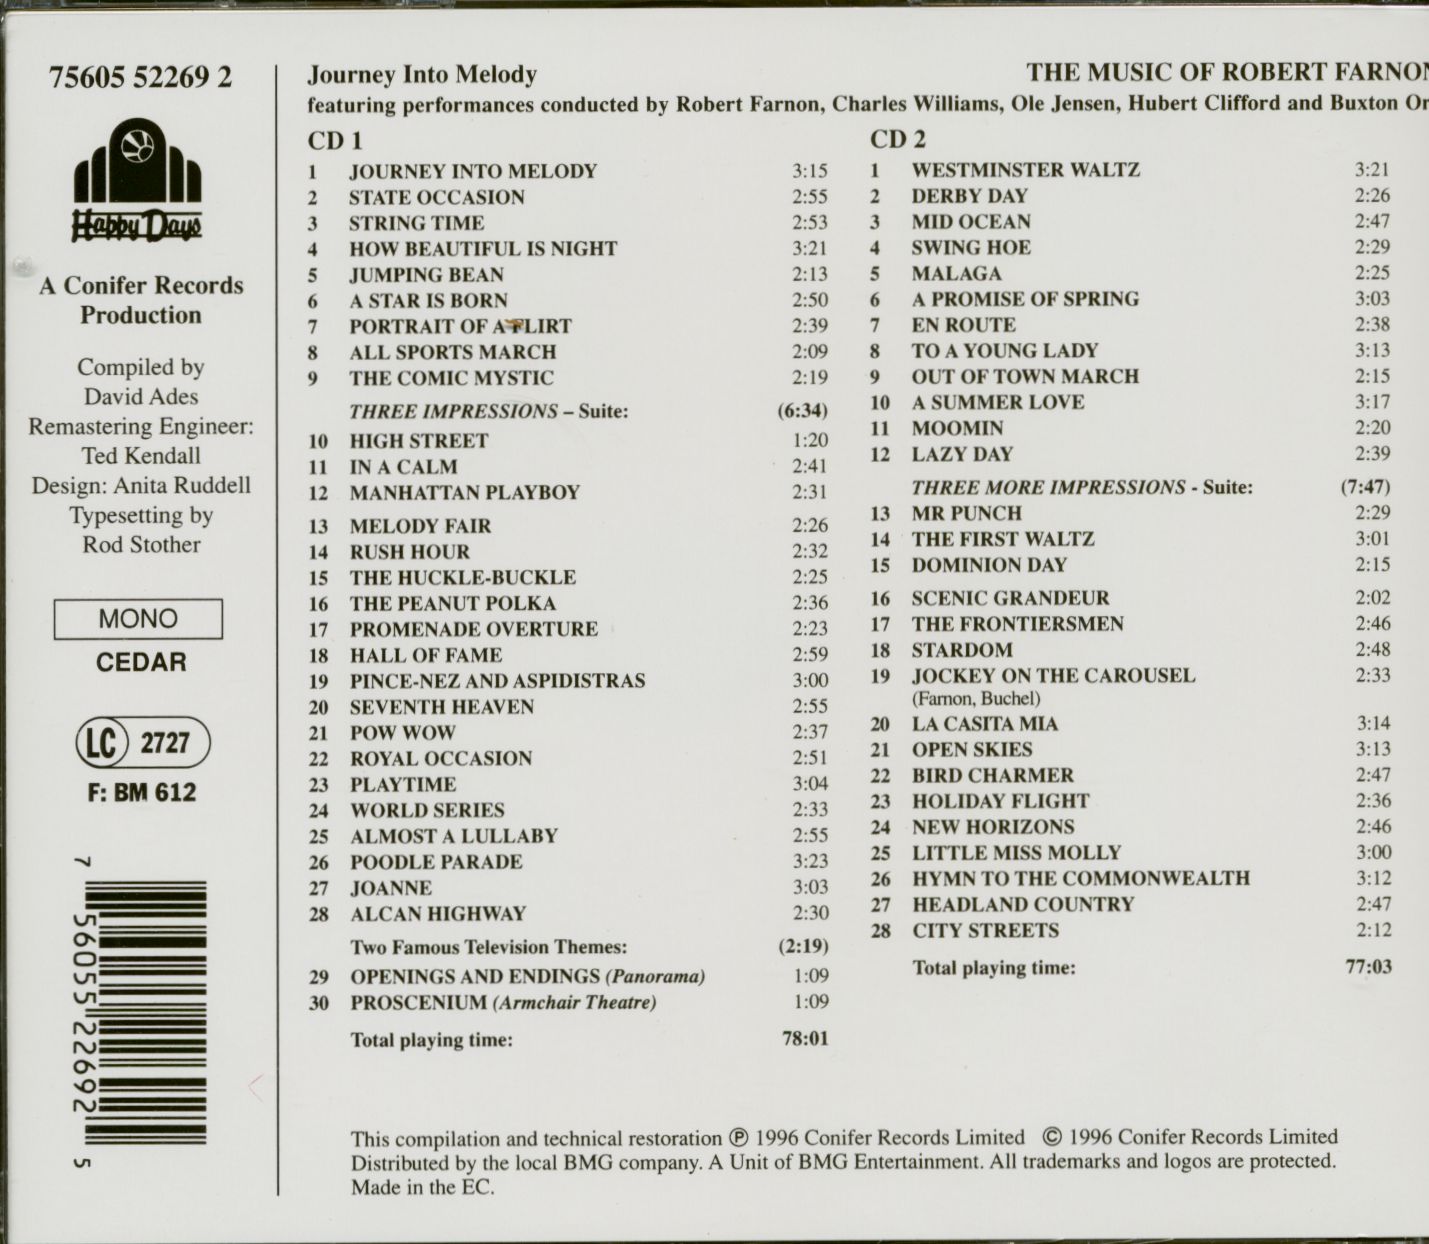 75605 52269 2
Happy Days
A Conifer Records
Production
Compiled by
David Ades
Remastering Engineer:
Ted Kendall
Design: Anita Ruddell
Typesetting by
Rod Stother
MONO
CEDAR
LC 2727
F: BM 612
7 56055 22692 5
Journey Into Melody
THE MUSIC OF ROBERT FARNON
featuring performances conducted by Robert Farnon, Charles Williams, Ole Jensen, Hubert Clifford and Buxton Or
CD 1
1 JOURNEY INTO MELODY 3:15
2 STATE OCCASION 2:55
3 STRING TIME 2:53
4 HOW BEAUTIFUL IS NIGHT 3:21
5 JUMPING BEAN 2:13
6 A STAR IS BORN 2:50
7 PORTRAIT OF A FLIRT 2:39
8 ALL SPORTS MARCH 2:09
9 THE COMIC MYSTIC 2:19
THREE IMPRESSIONS – Suite: (6:34)
10 HIGH STREET 1:20
11 IN A CALM 2:41
12 MANHATTAN PLAYBOY 2:31
13 MELODY FAIR 2:26
14 RUSH HOUR 2:32
15 THE HUCKLE-BUCKLE 2:25
16 THE PEANUT POLKA 2:36
17 PROMENADE OVERTURE 2:23
18 HALL OF FAME 2:59
19 PINCE-NEZ AND ASPIDISTRAS 3:00
20 SEVENTH HEAVEN 2:55
21 POW WOW 2:37
22 ROYAL OCCASION 2:51
23 PLAYTIME 3:04
24 WORLD SERIES 2:33
25 ALMOST A LULLABY 2:55
26 POODLE PARADE 3:23
27 JOANNE 3:03
28 ALCAN HIGHWAY 2:30
Two Famous Television Themes: (2:19)
29 OPENINGS AND ENDINGS (Panorama) 1:09
30 PROSCENIUM (Armchair Theatre) 1:09
Total playing time: 78:01
CD 2
1 WESTMINSTER WALTZ 3:21
2 DERBY DAY 2:26
3 MID OCEAN 2:47
4 SWING HOE 2:29
5 MALAGA 2:25
6 A PROMISE OF SPRING 3:03
7 EN ROUTE 2:38
8 TO A YOUNG LADY 3:13
9 OUT OF TOWN MARCH 2:15
10 A SUMMER LOVE 3:17
11 MOOMIN 2:20
12 LAZY DAY 2:39
THREE MORE IMPRESSIONS - Suite: (7:47)
13 MR PUNCH 2:29
14 THE FIRST WALTZ 3:01
15 DOMINION DAY 2:15
16 SCENIC GRANDEUR 2:02
17 THE FRONTIERSMEN 2:46
18 STARDOM 2:48
19 JOCKEY ON THE CAROUSEL 2:33
(Farnon, Buchel)
20 LA CASITA MIA 3:14
21 OPEN SKIES 3:13
22 BIRD CHARMER 2:47
23 HOLIDAY FLIGHT 2:36
24 NEW HORIZONS 2:46
25 LITTLE MISS MOLLY 3:00
26 HYMN TO THE COMMONWEALTH 3:12
27 HEADLAND COUNTRY 2:47
28 CITY STREETS 2:12
Total playing time: 77:03
This compilation and technical restoration ℗ 1996 Conifer Records Limited © 1996 Conifer Records Limited
Distributed by the local BMG company. A Unit of BMG Entertainment. All trademarks and logos are protected.
Made in the EC.